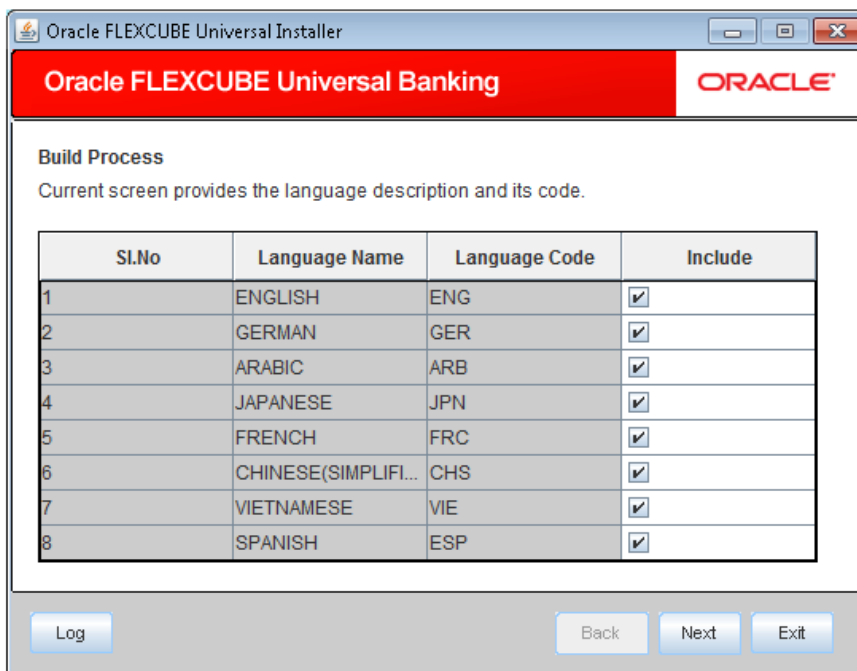 Oracle FLEXCUBE Universal Installer
Oracle FLEXCUBE Universal Banking
ORACLE
Build Process
Current screen provides the language description and its code.
Sl.No Language Name Language Code Include
1 ENGLISH ENG
2 GERMAN GER
3 ARABIC ARB
4 JAPANESE JPN
5 FRENCH FRC
6 CHINESE(SIMPLIFI... CHS
7 VIETNAMESE VIE
8 SPANISH ESP
Log Back Next Exit